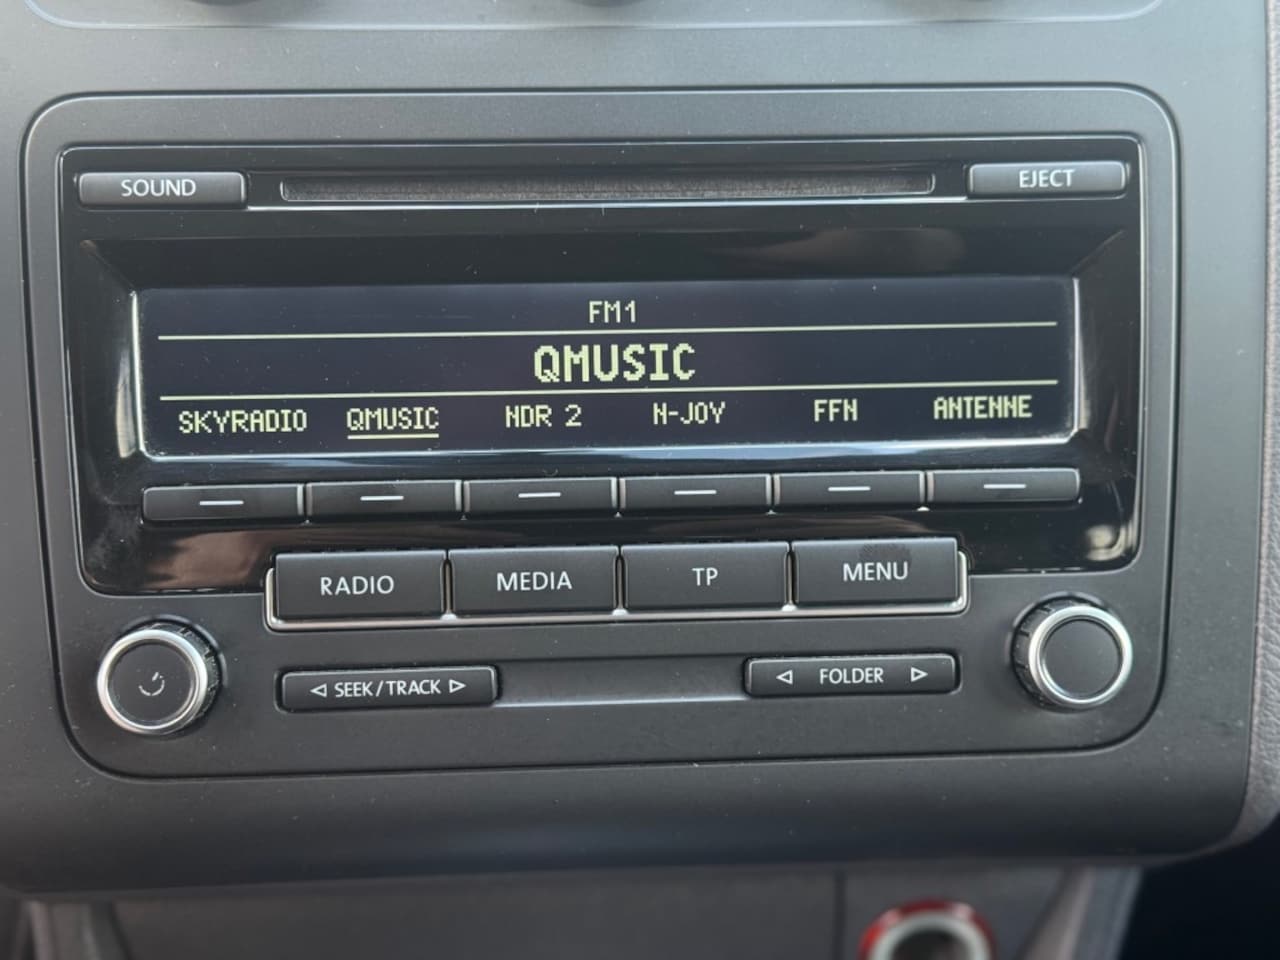 SOUND EJECT
FM1
QMUSIC
SKYRADIO QMUSIC NDR 2 N-JOY FFN ANTENNE
RADIO MEDIA TP MENU
SEEK/TRACK FOLDER